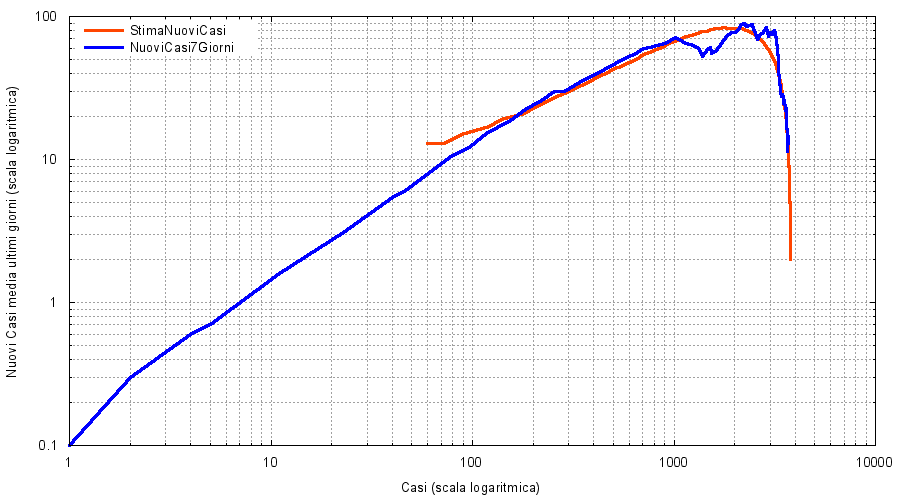 100
StimaNuoviCasi
NuoviCasi7Giorni
10
1
0.1
Nuovi Casi media ultimi giorni (scala logaritmica)
1 10 100 1000 10000
Casi (scala logaritmica)